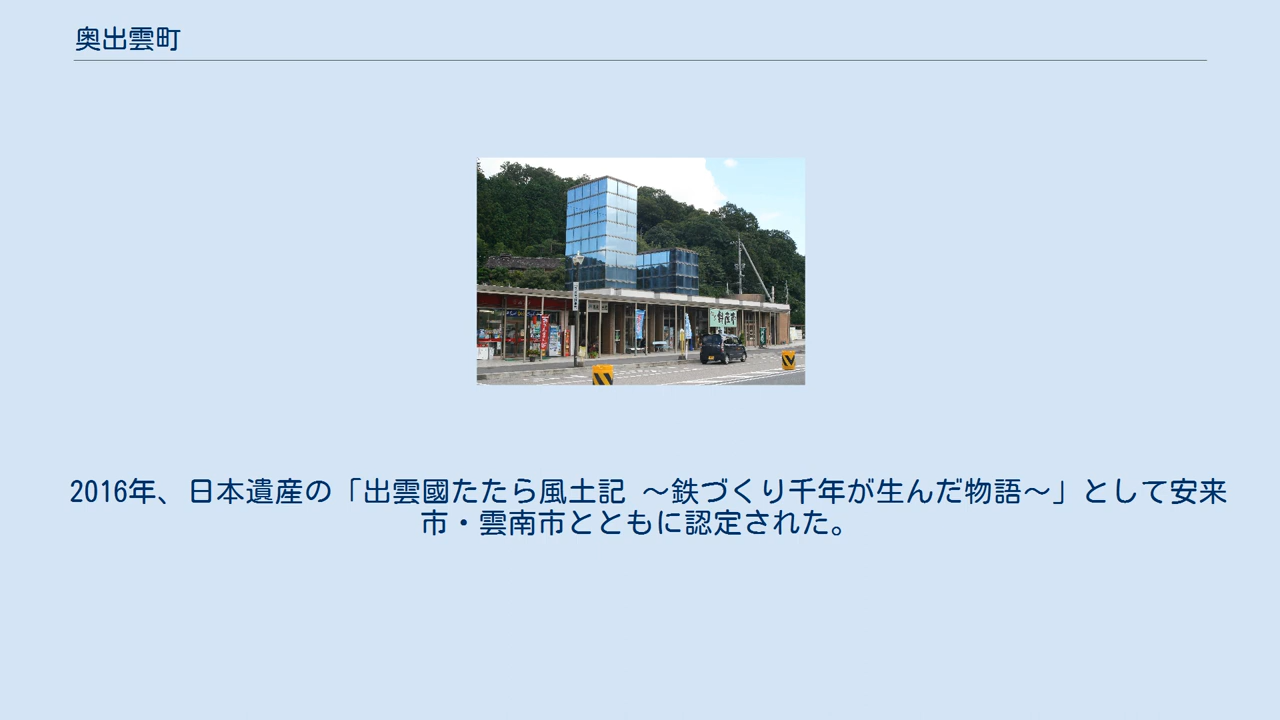 奥出雲町
2016年、日本遺産の「出雲國たたら風土記 ～鉄づくり千年が生んだ物語～」として安来
市・雲南市とともに認定された。